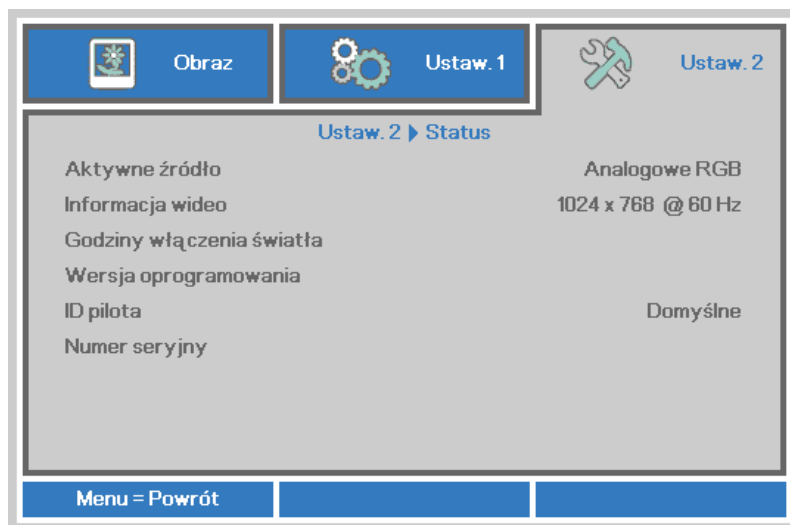 Obraz
Ustaw. 1
Ustaw. 2
Ustaw. 2 ▶ Status
Aktywne źródło Analogowe RGB
Informacja wideo 1024 x 768 @ 60 Hz
Godziny włączenia światła
Wersja oprogramowania
ID pilota Domyślne
Numer seryjny
Menu = Powrót